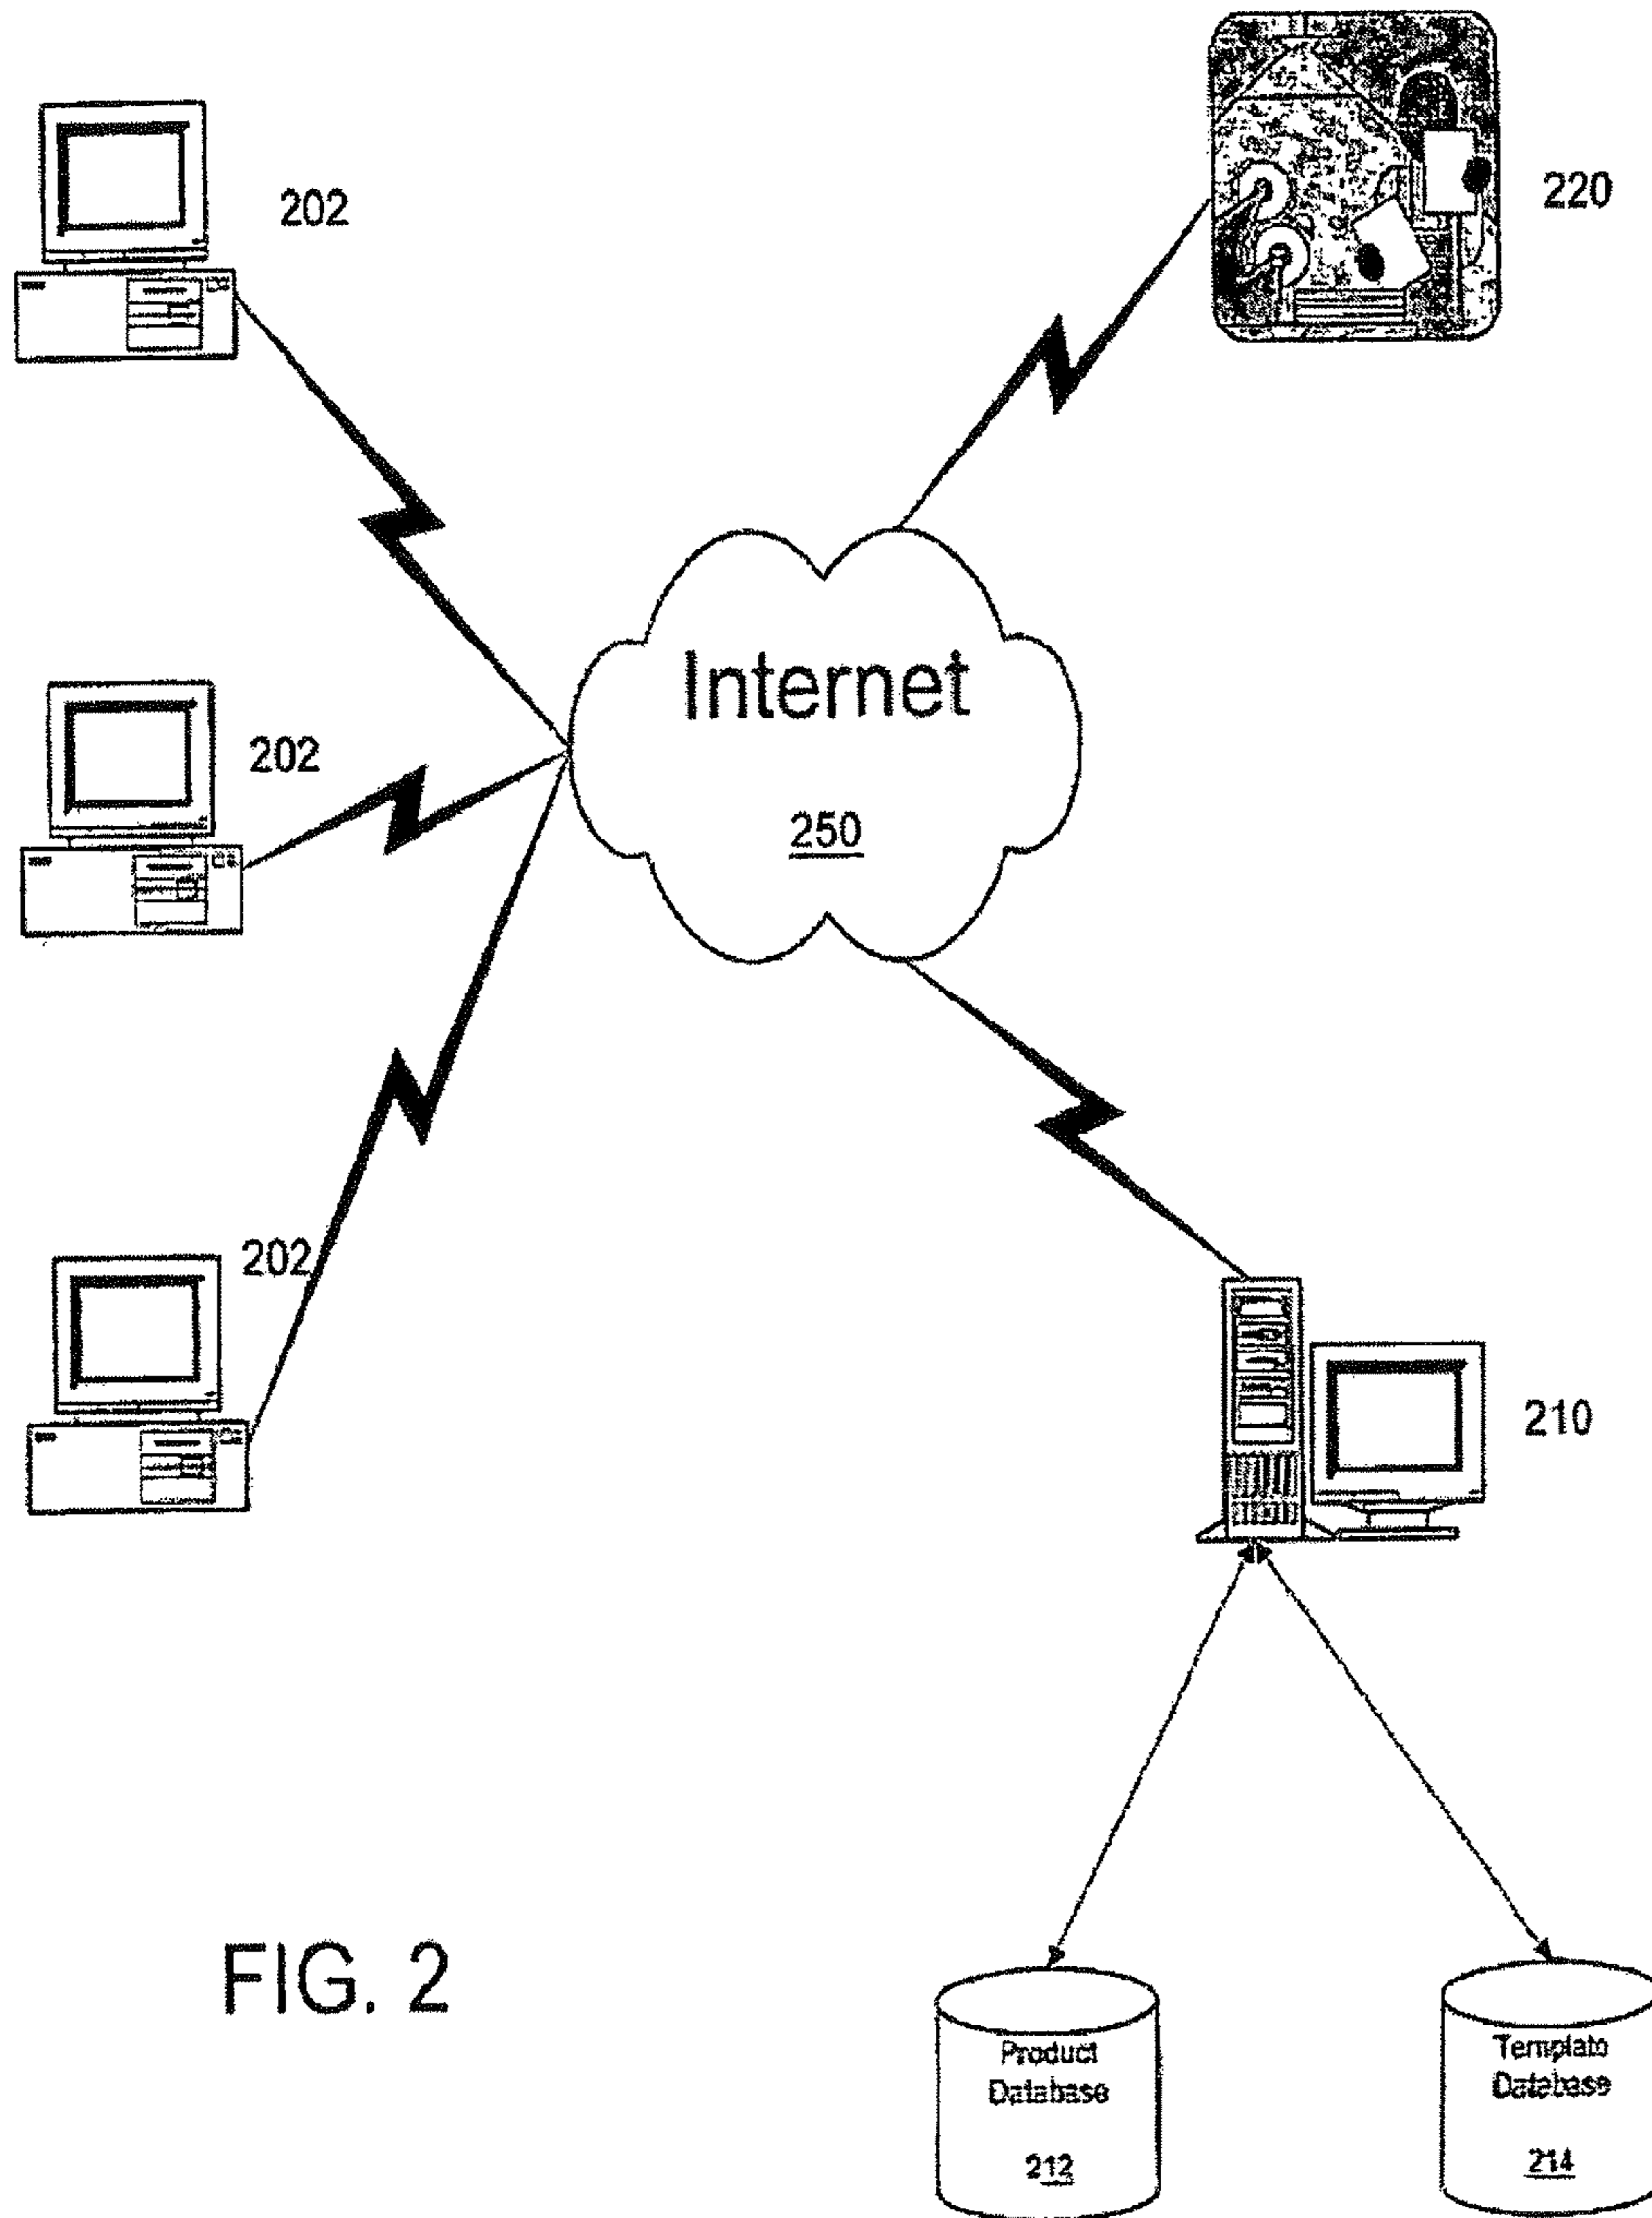 202
220
Internet
202
250
202
210
FIG. 2
Product
Database
212
Template
Database
214